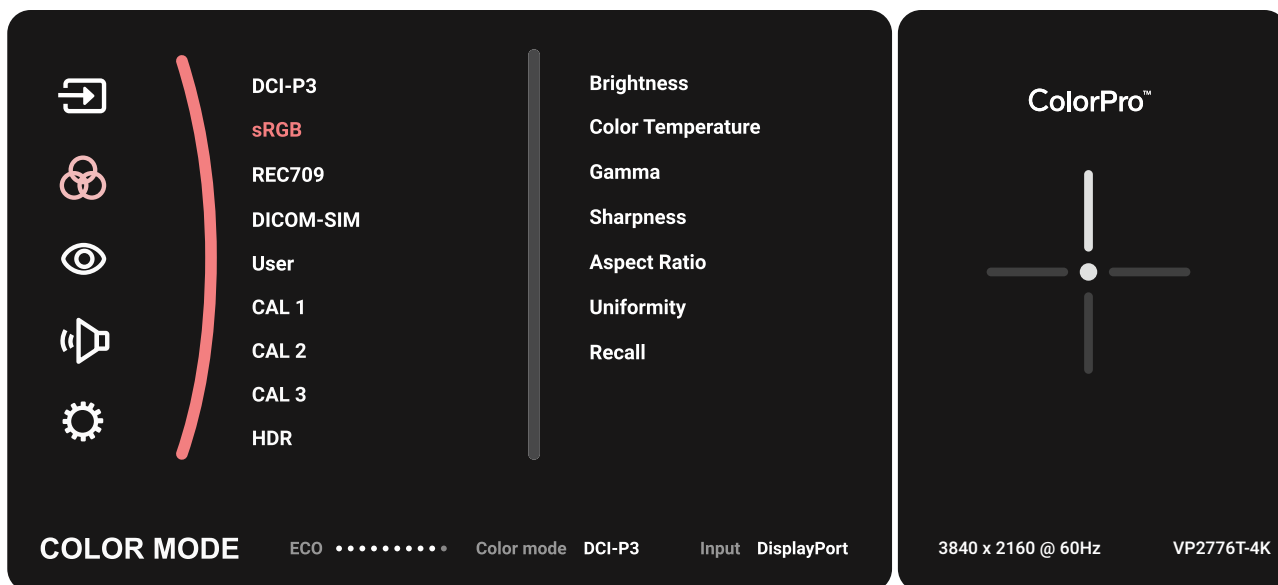 DCI-P3
sRGB
REC709
DICOM-SIM
User
CAL 1
CAL 2
CAL 3
HDR
Brightness
Color Temperature
Gamma
Sharpness
Aspect Ratio
Uniformity
Recall
ColorPro™
COLOR MODE ECO Color mode DCI-P3 Input DisplayPort
3840 x 2160 @ 60Hz VP2776T-4K